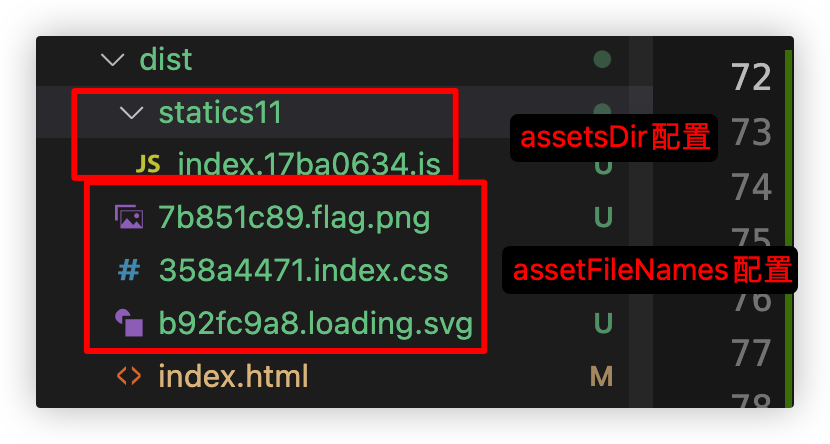 dist
72
statics11
assetsDir配置
73
JS index.17ba0634.js
U
74
7b851c89.flag.png
U
75
# 358a4471.index.css
assetFileNames配置
76
b92fc9a8.loading.svg
U
77
<> index.html
M
78